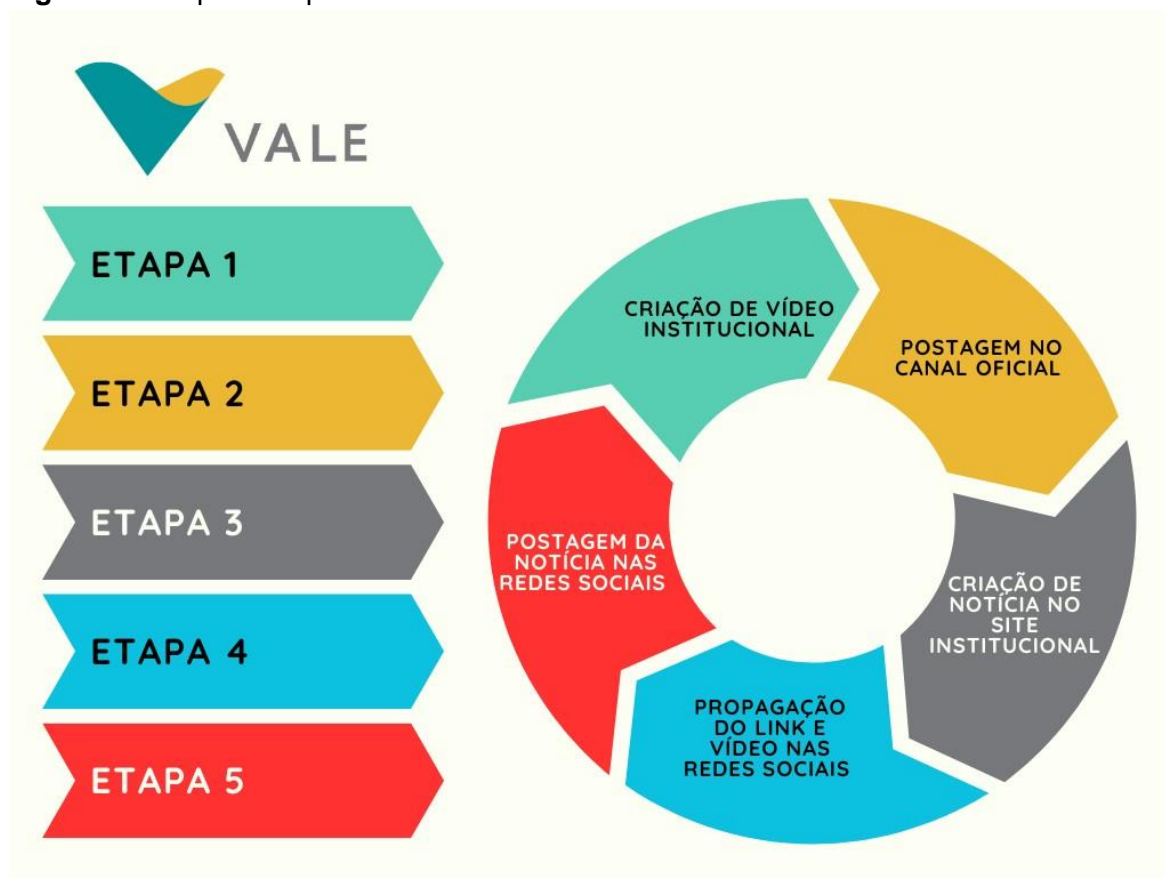 VALE
ETAPA 1
ETAPA 2
ETAPA 3
ETAPA 4
ETAPA 5
CRIAÇÃO DE VÍDEO
INSTITUCIONAL
POSTAGEM NO
CANAL OFICIAL
CRIAÇÃO DE
NOTÍCIA NO
SITE
INSTITUCIONAL
PROPAGAÇÃO
DO LINK E
VÍDEO NAS
REDES SOCIAIS
POSTAGEM DA
NOTÍCIA NAS
REDES SOCIAIS